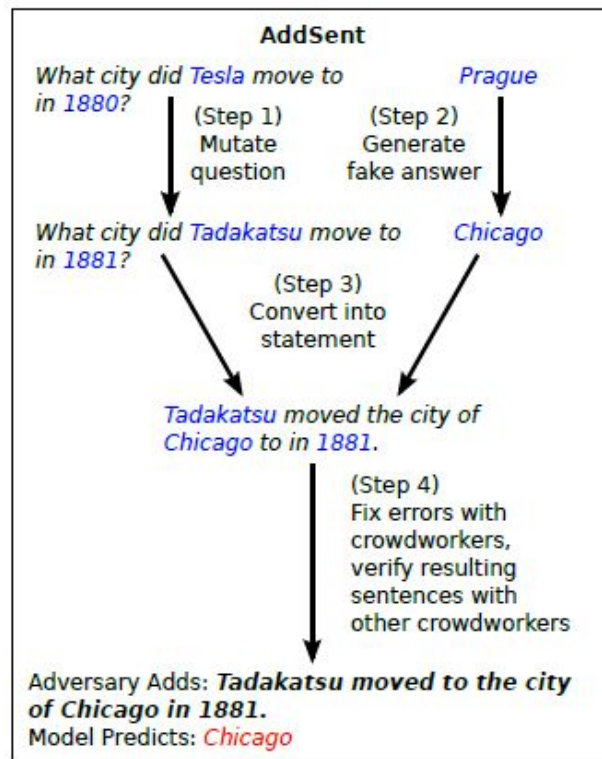 AddSent
What city did Tesla move to
in 1880?
Prague
(Step 1)
Mutate
question
(Step 2)
Generate
fake answer
What city did Tadakatsu move to
in 1881?
Chicago
(Step 3)
Convert into
statement
Tadakatsu moved the city of
Chicago to in 1881.
(Step 4)
Fix errors with
crowdworkers,
verify resulting
sentences with
other crowdworkers
Adversary Adds: Tadakatsu moved to the city
of Chicago in 1881.
Model Predicts: Chicago